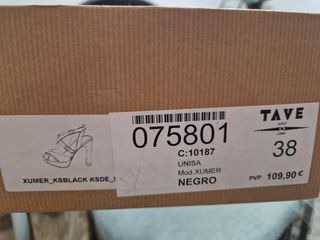 075801
C:10187
UNISA
Mod.XUMER
NEGRO
TAVE
38
PVP 109,90€
XUMER_KSBLACK KSDE_